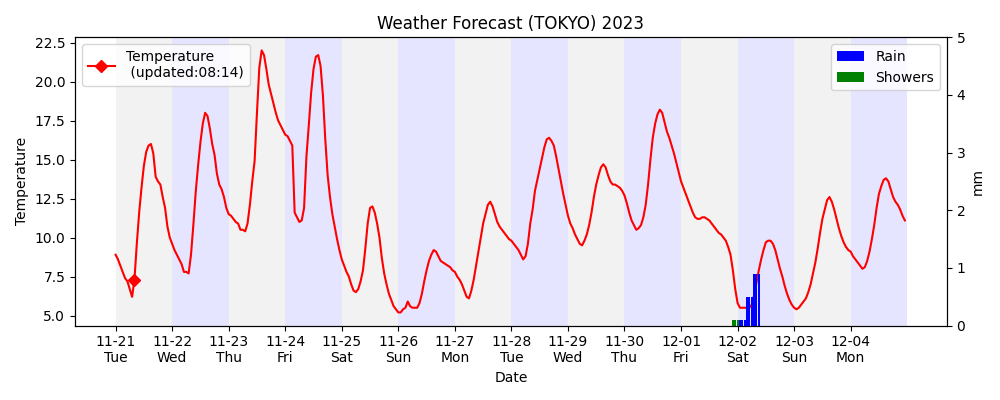 Weather Forecast (TOKYO) 2023
Temperature
(updated:08:14)
Rain
Showers
22.5
20.0
17.5
15.0
12.5
10.0
7.5
5.0
Temperature
5
4
3
2
1
0
mm
11-21 11-22 11-23 11-24 11-25 11-26 11-27 11-28 11-29 11-30 12-01 12-02 12-03 12-04
Tue Wed Thu Fri Sat Sun Mon Tue Wed Thu Fri Sat Sun Mon
Date